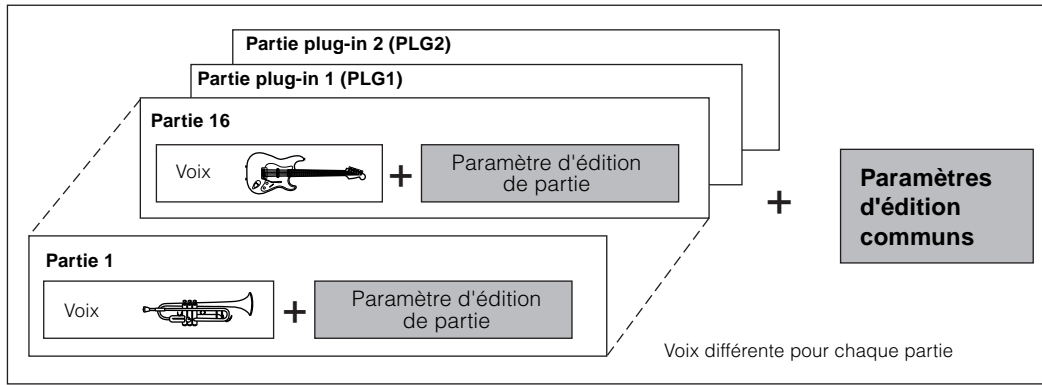 Partie plug-in 2 (PLG2)
Partie plug-in 1 (PLG1)
Partie 16
Voix
+
Paramètre d'édition
de partie
Partie 1
Voix
+
Paramètre d'édition
de partie
+
Paramètres
d'édition
communs
Voix différente pour chaque partie